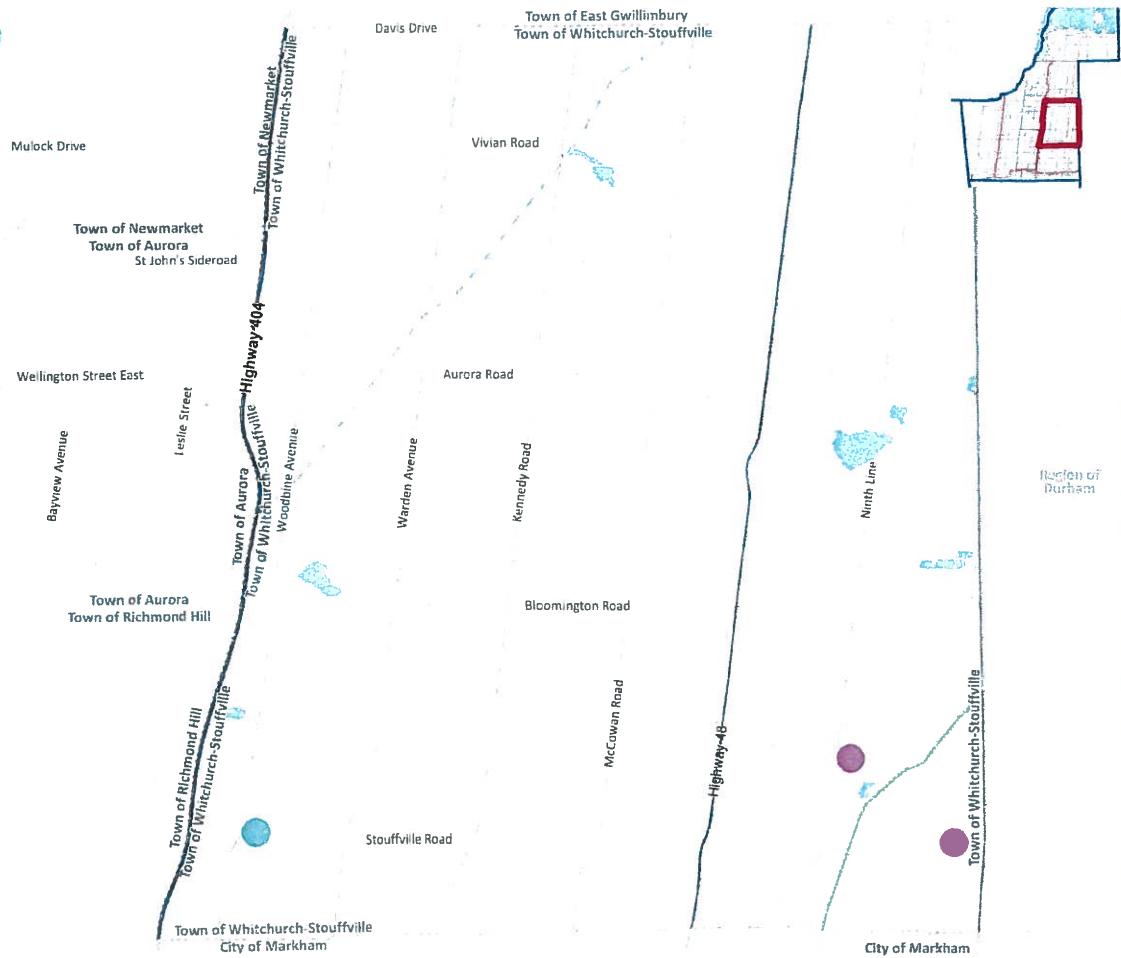 Town of East Gwillimbury
Davis Drive
Town of Whitchurch-Stouffville
Town of Newmarket
Town of Whitchurch-Stouffville
Mulock Drive
Vivian Road
Town of Newmarket
Town of Aurora
St John's Sideroad
Highway 404
Wellington Street East
Aurora Road
Leslie Street
Bayview Avenue
Town of Aurora
Town of Whitchurch-Stouffville
Woodbine Avenue
Warden Avenue
Kennedy Road
Ninth Line
Region of
Durham
Town of Aurora
Town of Richmond Hill
Bloomington Road
McCowan Road
Town of Richmond Hill
Town of Whitchurch-Stouffville
Highway 48
Town of Whitchurch-Stouffville
Stouffville Road
Town of Whitchurch-Stouffville
City of Markham
City of Markham